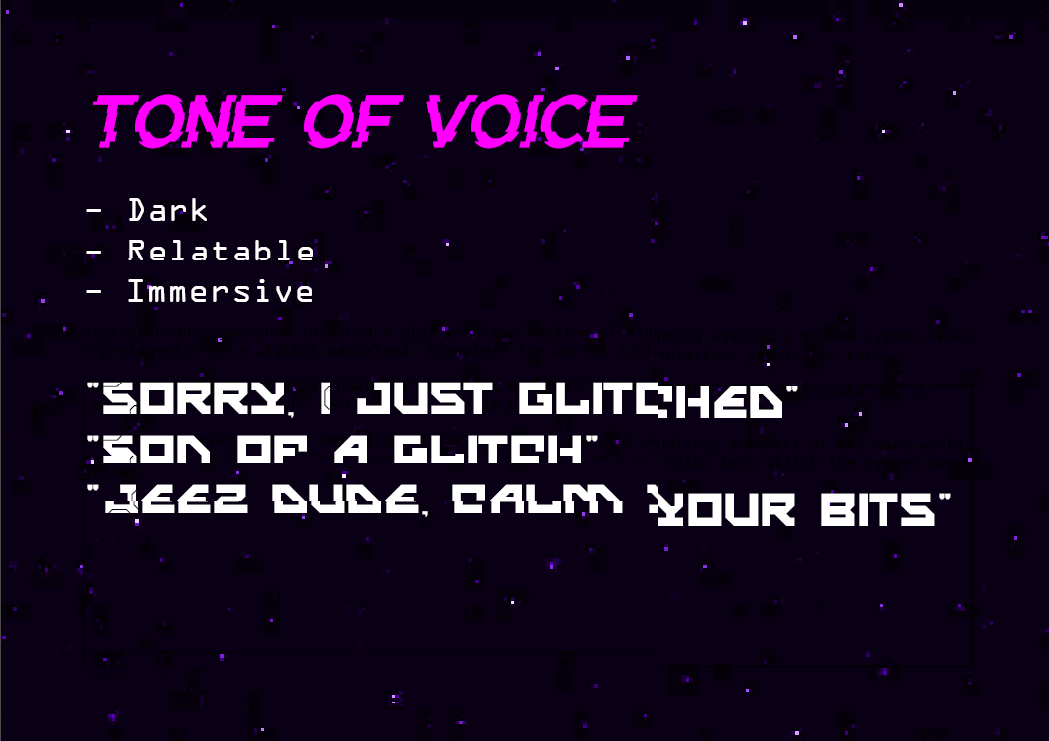 TONE OF VOICE
- Dark
- Relatable
- Immersive
"SORRY, I JUST GLITCHED"
"SON OF A GLITCH"
"JEEZ DUDE, CALM YOUR BITS"